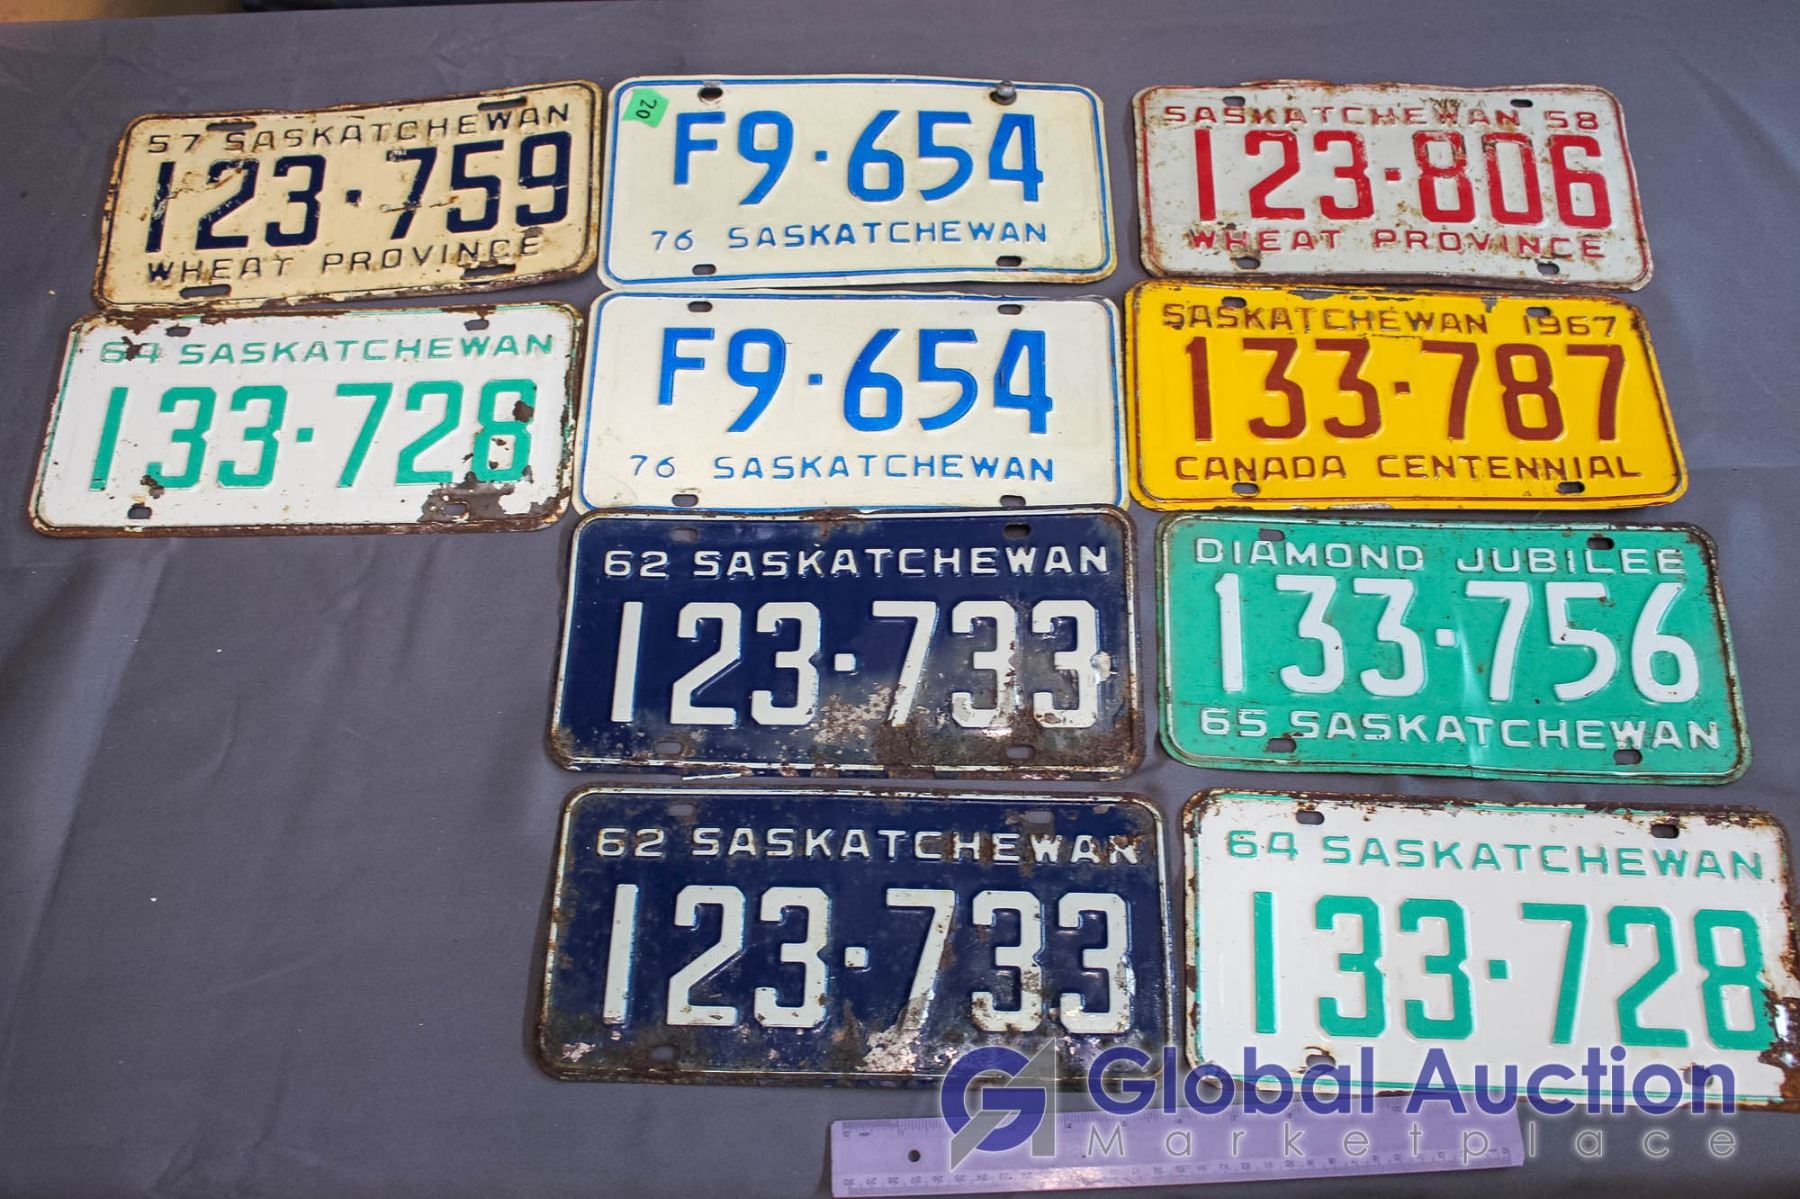 57 SASKATCHEWAN
123·759
WHEAT PROVINCE
20
F9·654
76 SASKATCHEWAN
SASKATCHEWAN 58
123·806
WHEAT PROVINCE
64 SASKATCHEWAN
133·728
F9·654
76 SASKATCHEWAN
SASKATCHEWAN 1967
133·787
CANADA CENTENNIAL
62 SASKATCHEWAN
123·733
DIAMOND JUBILEE
133·756
65 SASKATCHEWAN
62 SASKATCHEWAN
123·733
64 SASKATCHEWAN
133·728
Global Auction
Marketplace